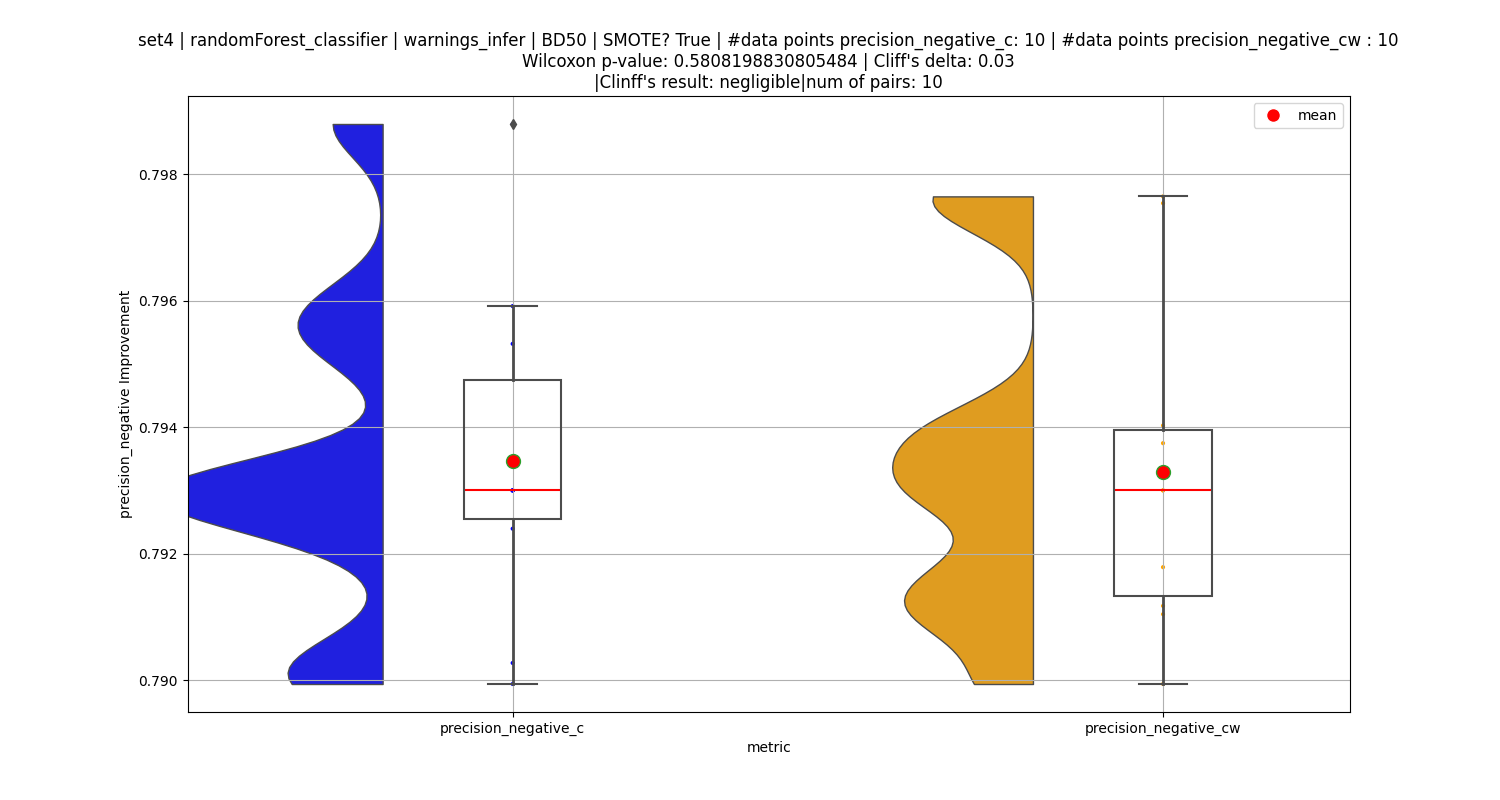 set4 | randomForest_classifier | warnings_infer | BD50 | SMOTE? True | #data points precision_negative_c: 10 | #data points precision_negative_cw : 10
Wilcoxon p-value: 0.5808198830805484 | Cliff's delta: 0.03
|Clinff's result: negligible|num of pairs: 10
mean
0.798
0.796
0.794
0.792
0.790
precision_negative Improvement
precision_negative_c
precision_negative_cw
metric